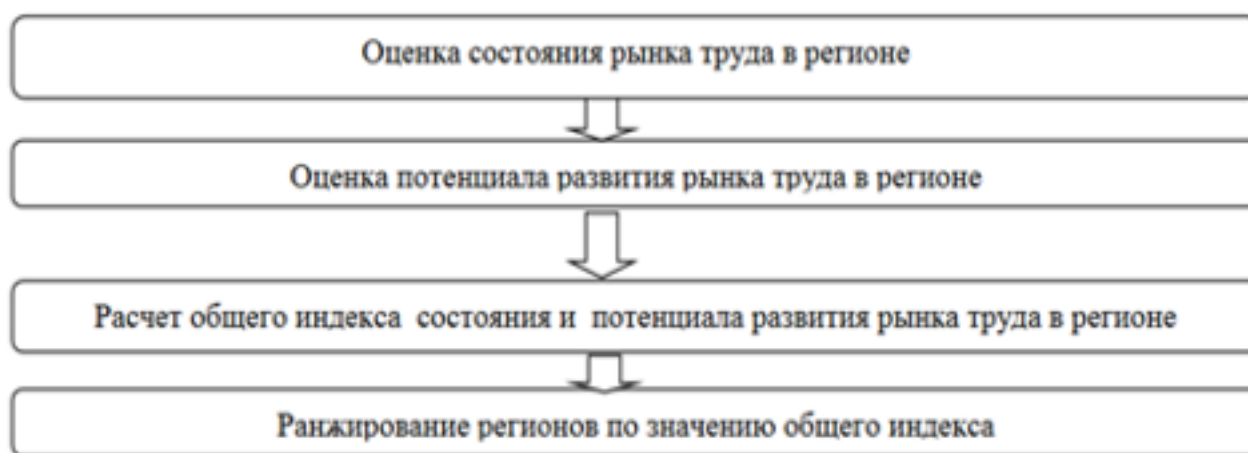 Оценка состояния рынка труда в регионе
Оценка потенциала развития рынка труда в регионе
Расчет общего индекса состояния и потенциала развития рынка труда в регионе
Ранжирование регионов по значению общего индекса